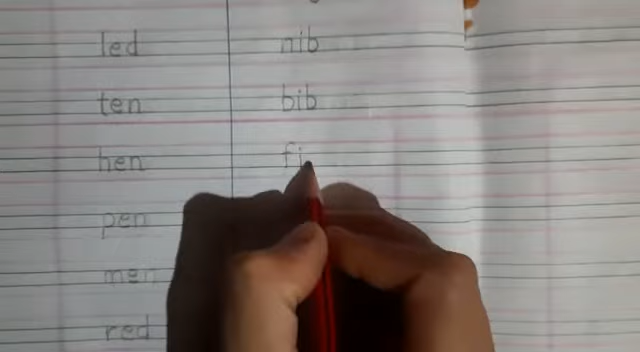 led nib
ten bib
hen fi
pen
men
red